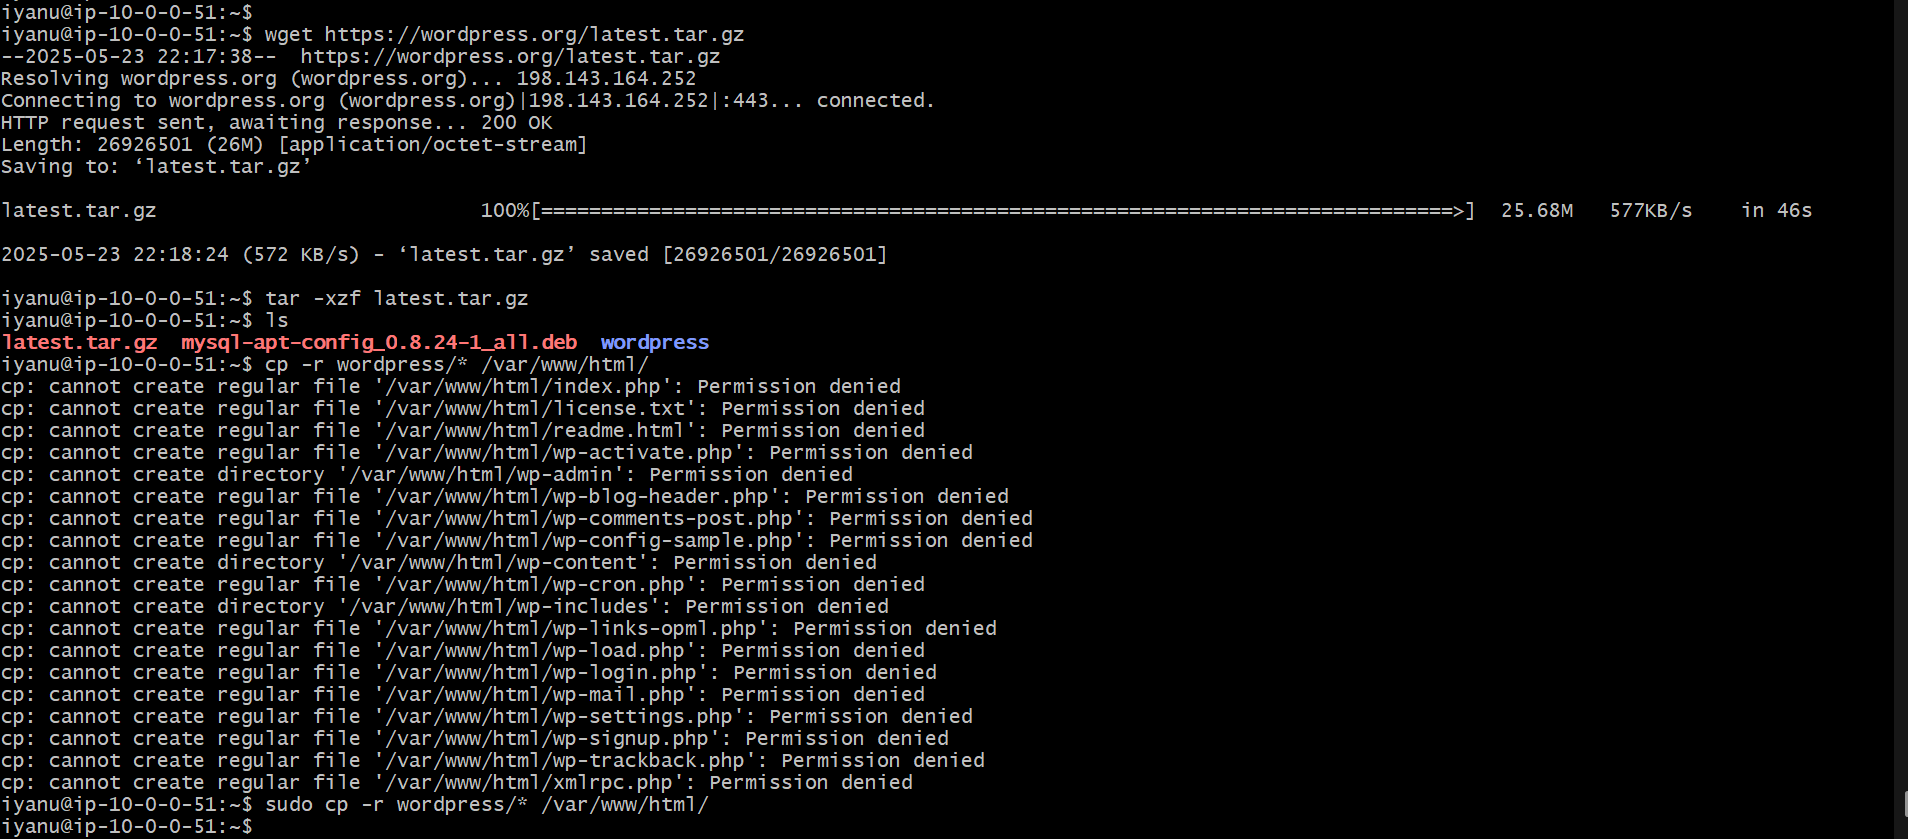 iyanu@ip-10-0-0-51:~$
iyanu@ip-10-0-0-51:~$ wget https://wordpress.org/latest.tar.gz
--2025-05-23 22:17:38--  https://wordpress.org/latest.tar.gz
Resolving wordpress.org (wordpress.org)... 198.143.164.252
Connecting to wordpress.org (wordpress.org)|198.143.164.252|:443... connected.
HTTP request sent, awaiting response... 200 OK
Length: 26926501 (26M) [application/octet-stream]
Saving to: ‘latest.tar.gz’
latest.tar.gz 100%[============================================================================>] 25.68M 577KB/s in 46s
2025-05-23 22:18:24 (572 KB/s) - ‘latest.tar.gz’ saved [26926501/26926501]
iyanu@ip-10-0-0-51:~$ tar -xzf latest.tar.gz
iyanu@ip-10-0-0-51:~$ ls
latest.tar.gz  mysql-apt-config_0.8.24-1_all.deb  wordpress
iyanu@ip-10-0-0-51:~$ cp -r wordpress/* /var/www/html/
cp: cannot create regular file '/var/www/html/index.php': Permission denied
cp: cannot create regular file '/var/www/html/license.txt': Permission denied
cp: cannot create regular file '/var/www/html/readme.html': Permission denied
cp: cannot create regular file '/var/www/html/wp-activate.php': Permission denied
cp: cannot create directory '/var/www/html/wp-admin': Permission denied
cp: cannot create regular file '/var/www/html/wp-blog-header.php': Permission denied
cp: cannot create regular file '/var/www/html/wp-comments-post.php': Permission denied
cp: cannot create regular file '/var/www/html/wp-config-sample.php': Permission denied
cp: cannot create directory '/var/www/html/wp-content': Permission denied
cp: cannot create regular file '/var/www/html/wp-cron.php': Permission denied
cp: cannot create directory '/var/www/html/wp-includes': Permission denied
cp: cannot create regular file '/var/www/html/wp-links-opml.php': Permission denied
cp: cannot create regular file '/var/www/html/wp-load.php': Permission denied
cp: cannot create regular file '/var/www/html/wp-login.php': Permission denied
cp: cannot create regular file '/var/www/html/wp-mail.php': Permission denied
cp: cannot create regular file '/var/www/html/wp-settings.php': Permission denied
cp: cannot create regular file '/var/www/html/wp-signup.php': Permission denied
cp: cannot create regular file '/var/www/html/wp-trackback.php': Permission denied
cp: cannot create regular file '/var/www/html/xmlrpc.php': Permission denied
iyanu@ip-10-0-0-51:~$ sudo cp -r wordpress/* /var/www/html/
iyanu@ip-10-0-0-51:~$